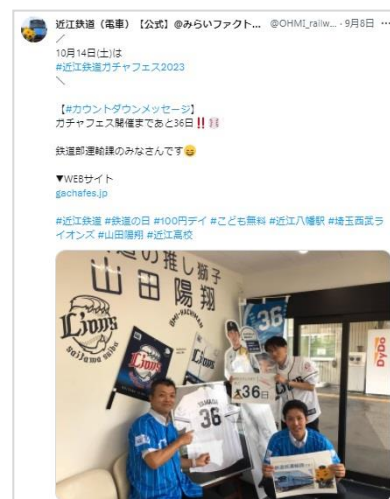 近江鉄道(電車)【公式】@みらいファクト... @OHMI_railw... · 9月8日 ...
／
10月14日(土)は
#近江鉄道ガチャフェス2023
＼
【#カウントダウンメッセージ】
ガチャフェス開催まであと36日‼
鉄道部運輸課のみなさんです😄
▼WEBサイト
gachafes.jp
#近江鉄道 #鉄道の日 #100円デイ #こども無料 #近江八幡駅 #埼玉西武ラ
イオンズ #山田陽翔 #近江高校
の推し獅子
山田陽翔
OMI-HACHIMAN
Lions
Saitama Seibu
Lions
36
36日
YAMADA
36
DyDo